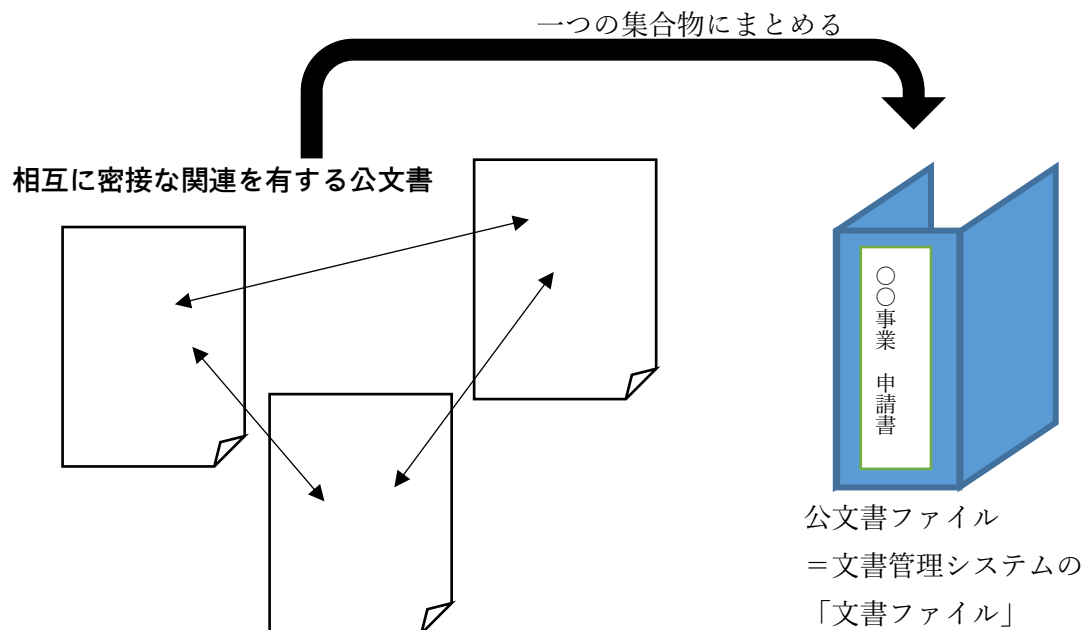 一つの集合物にまとめる
相互に密接な関連を有する公文書
〇〇事業　申請書
公文書ファイル
＝文書管理システムの
「文書ファイル」